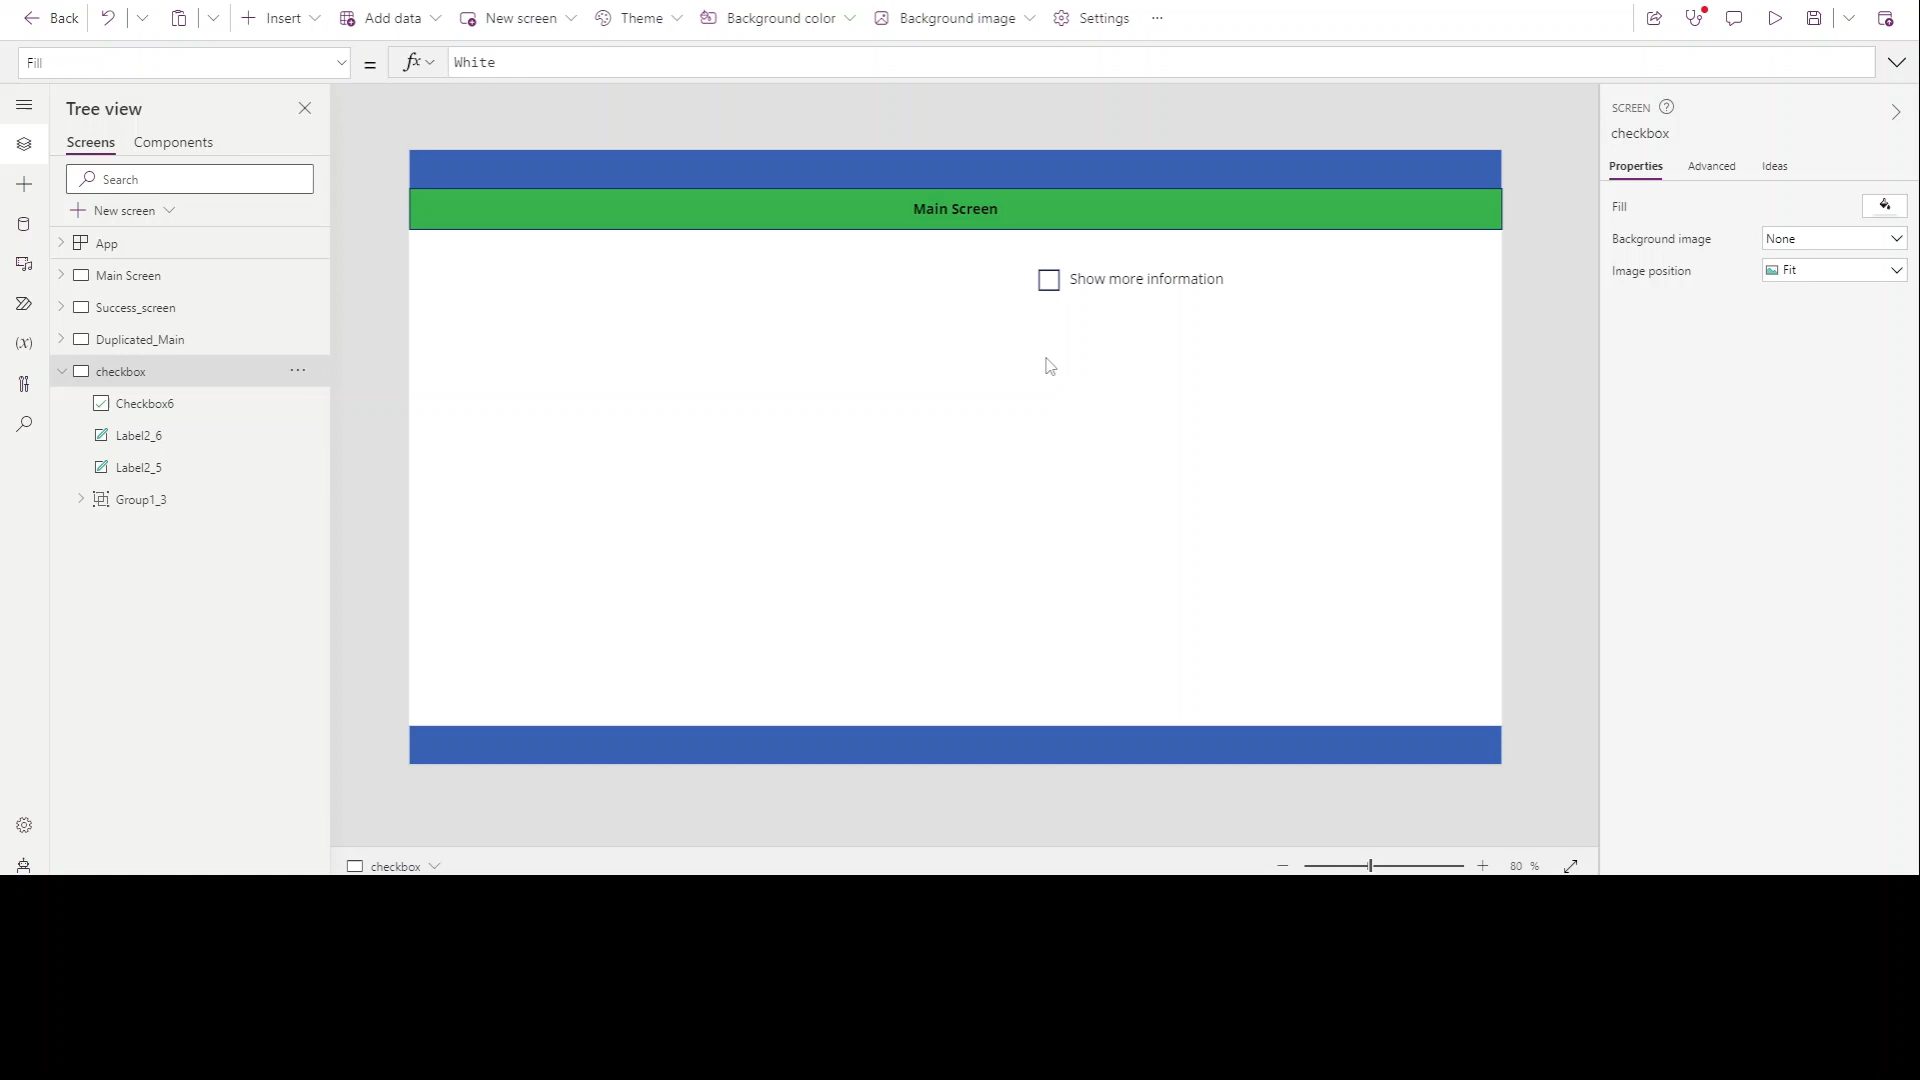 Back
Insert
Add data
New screen
Theme
Background color
Background image
Settings
...
Fill
=
fx
White
Tree view
Screens
Components
Search
New screen
App
Main Screen
Success_screen
Duplicated_Main
checkbox
...
Checkbox6
Label2_6
Label2_5
Group1_3
(x)
Main Screen
Show more information
checkbox
80 %
SCREEN
checkbox
Properties
Advanced
Ideas
Fill
Background image
None
Image position
Fit